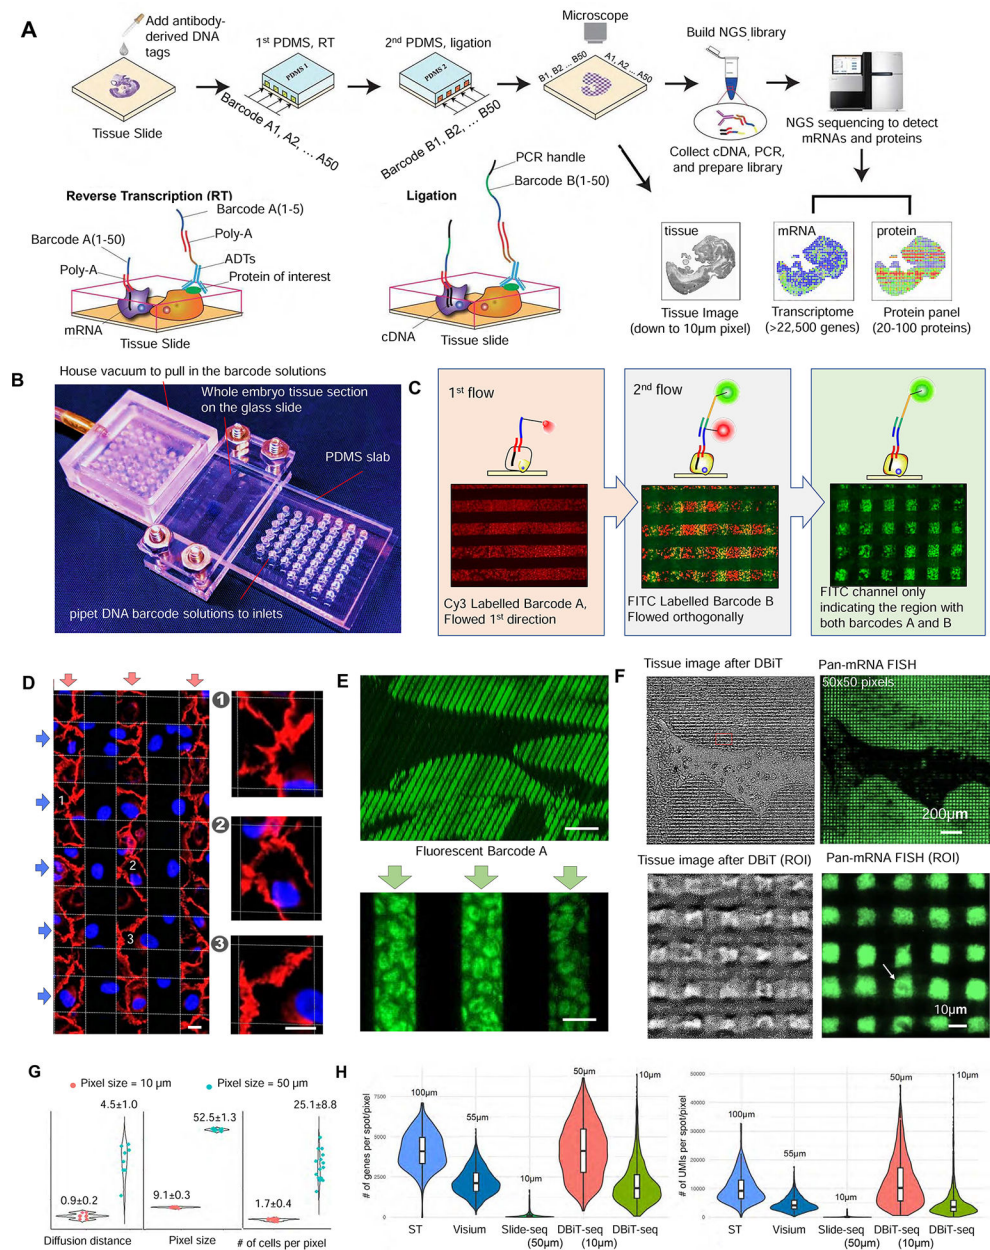 A
Add antibody-
derived DNA
tags
Tissue Slide
1st PDMS, RT
PDMS 1
Barcode A1, A2, ... A50
2nd PDMS, ligation
PDMS 2
Barcode B1, B2, ... B50
Microscope
B1, B2 ... B50
A1, A2 ... A50
Build NGS library
Collect cDNA, PCR,
and prepare library
NGS sequencing to detect
mRNAs and proteins
Reverse Transcription (RT)
Barcode A(1-50)
Poly-A
mRNA
Barcode A(1-5)
Poly-A
ADTs
Protein of interest
Tissue Slide
Ligation
PCR handle
Barcode B(1-50)
cDNA
Tissue slide
tissue
Tissue Image
(down to 10µm pixel)
mRNA
Transcriptome
(>22,500 genes)
protein
Protein panel
(20-100 proteins)
B
House vacuum to pull in the barcode solutions
Whole embryo tissue section
on the glass slide
PDMS slab
pipet DNA barcode solutions to inlets
C
1st flow
Cy3 Labelled Barcode A,
Flowed 1st direction
2nd flow
FITC Labelled Barcode B
Flowed orthogonally
FITC channel only
indicating the region with
both barcodes A and B
D
1
2
3
1
2
3
E
Fluorescent Barcode A
F
Tissue image after DBiT
Pan-mRNA FISH
50x50 pixels
200µm
Tissue image after DBiT (ROI)
Pan-mRNA FISH (ROI)
10µm
G
Pixel size = 10 µm
Pixel size = 50 µm
4.5±1.0
0.9±0.2
Diffusion distance
52.5±1.3
9.1±0.3
Pixel size
25.1±8.8
1.7±0.4
# of cells per pixel
H
# of genes per spot/pixel
7500
5000
2500
0
100µm
55µm
10µm
50µm
10µm
ST
Visium
Slide-seq
DBiT-seq
DBiT-seq
(50µm)
(10µm)
# of UMIs per spot/pixel
50000
40000
30000
20000
10000
0
100µm
55µm
10µm
50µm
10µm
ST
Visium
Slide-seq
DBiT-seq
DBiT-seq
(50µm)
(10µm)